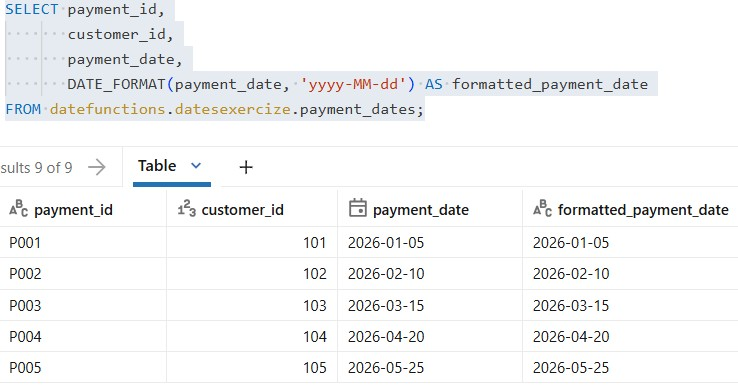 SELECT payment_id,
customer_id,
payment_date,
DATE_FORMAT(payment_date, 'yyyy-MM-dd') AS formatted_payment_date
FROM datefunctions.datesexercize.payment_dates;
sults 9 of 9 → Table +
ABC payment_id 123 customer_id payment_date ABC formatted_payment_date
P001 101 2026-01-05 2026-01-05
P002 102 2026-02-10 2026-02-10
P003 103 2026-03-15 2026-03-15
P004 104 2026-04-20 2026-04-20
P005 105 2026-05-25 2026-05-25